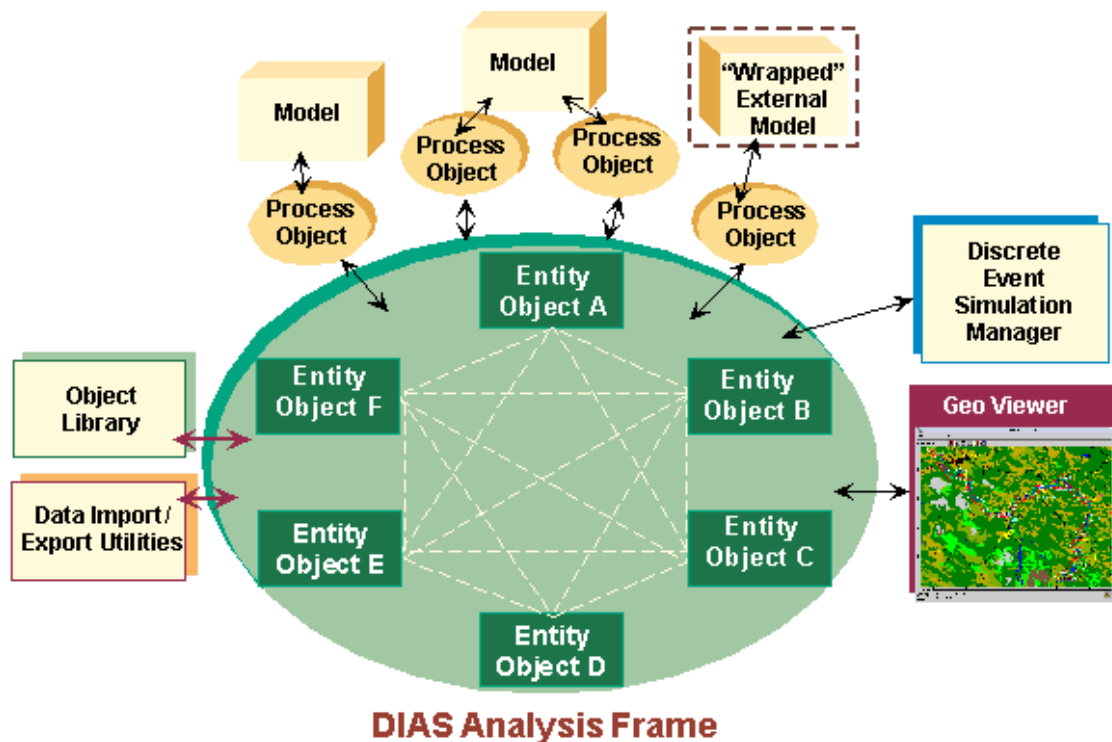 Model
Model
“Wrapped”
External
Model
Process
Object
Process
Object
Process
Object
Process
Object
Entity
Object A
Discrete
Event
Simulation
Manager
Entity
Object F
Entity
Object B
Object
Library
Geo Viewer
Data Import/
Export Utilities
Entity
Object E
Entity
Object C
Entity
Object D
DIAS Analysis Frame